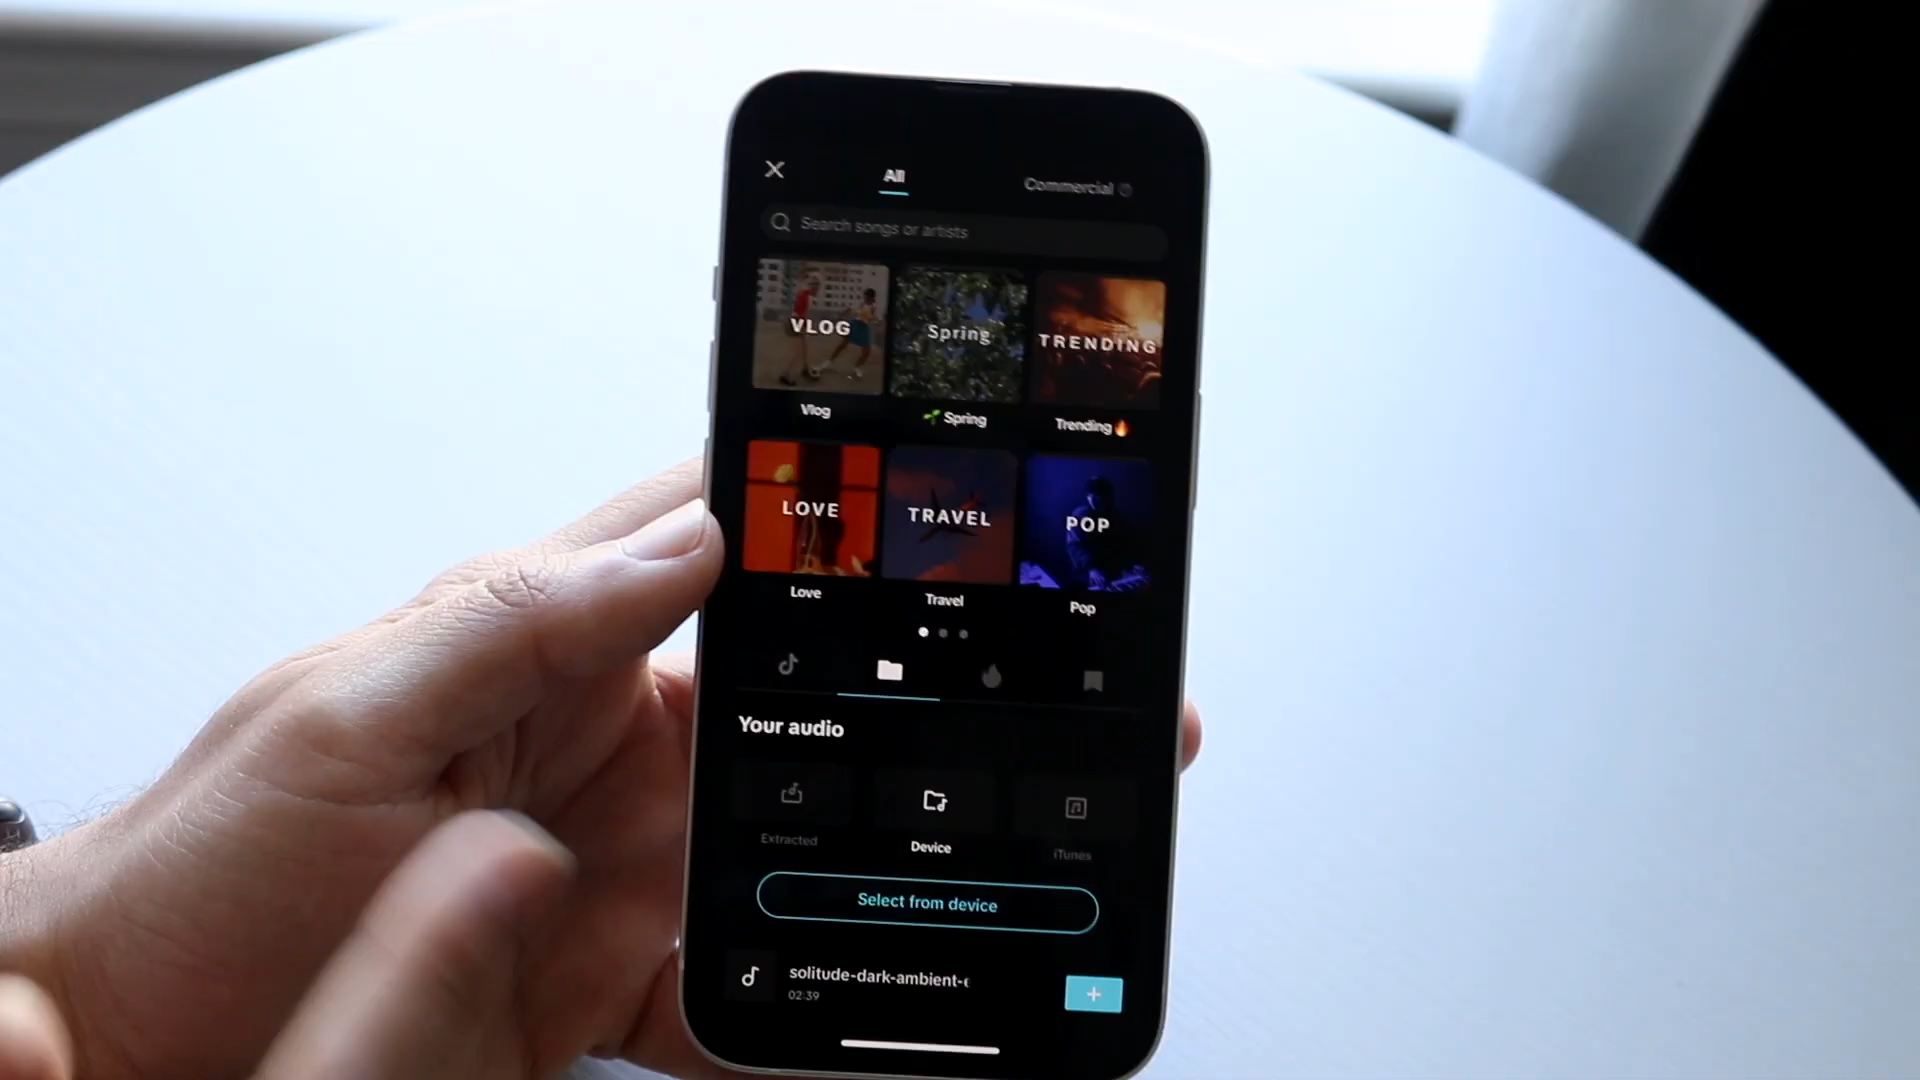 All
Commercial
Search songs or artists
VLOG
Spring
TRENDING
Vlog
Spring
Trending
LOVE
TRAVEL
POP
Love
Travel
Pop
Your audio
Extracted
Device
iTunes
Select from device
solitude-dark-ambient-
02:39